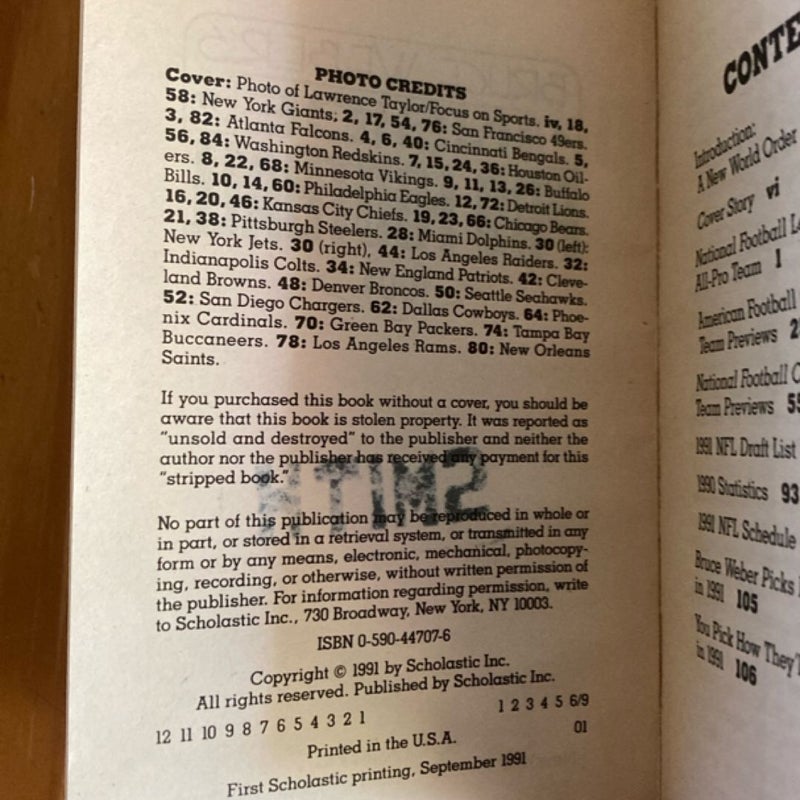 PHOTO CREDITS
Cover: Photo of Lawrence Taylor/Focus on Sports. iv, 18,
58: New York Giants; 2, 17, 54, 76: San Francisco 49ers.
3, 82: Atlanta Falcons. 4, 6, 40: Cincinnati Bengals. 5,
56, 84: Washington Redskins. 7, 15, 24, 36: Houston Oil-
ers. 8, 22, 68: Minnesota Vikings. 9, 11, 13, 26: Buffalo
Bills. 10, 14, 60: Philadelphia Eagles. 12, 72: Detroit Lions.
16, 20, 46: Kansas City Chiefs. 19, 23, 66: Chicago Bears.
21, 38: Pittsburgh Steelers. 28: Miami Dolphins. 30 (left):
New York Jets. 30 (right), 44: Los Angeles Raiders. 32:
Indianapolis Colts. 34: New England Patriots. 42: Cleve-
land Browns. 48: Denver Broncos. 50: Seattle Seahawks.
52: San Diego Chargers. 62: Dallas Cowboys. 64: Phoe-
nix Cardinals. 70: Green Bay Packers. 74: Tampa Bay
Buccaneers. 78: Los Angeles Rams. 80: New Orleans
Saints.
If you purchased this book without a cover, you should be
aware that this book is stolen property. It was reported as
"unsold and destroyed" to the publisher and neither the
author nor the publisher has received any payment for this
"stripped book."
No part of this publication may be reproduced in whole or
in part, or stored in a retrieval system, or transmitted in any
form or by any means, electronic, mechanical, photocopy-
ing, recording, or otherwise, without written permission of
the publisher. For information regarding permission, write
to Scholastic Inc., 730 Broadway, New York, NY 10003.
ISBN 0-590-44707-6
Copyright © 1991 by Scholastic Inc.
All rights reserved. Published by Scholastic Inc.
12 11 10 9 8 7 6 5 4 3 2 1 1 2 3 4 5 6/9
Printed in the U.S.A. 01
First Scholastic printing, September 1991
Introduction:
A New World Order
Cover Story vi
National Football
All-Pro Team 1
American Football
Team Previews
National Football
Team Previews
1991 NFL Draft List
1990 Statistics 93
1991 NFL Schedule
Bruce Weber Picks
in 1991 105
You Pick How
in 1991 106